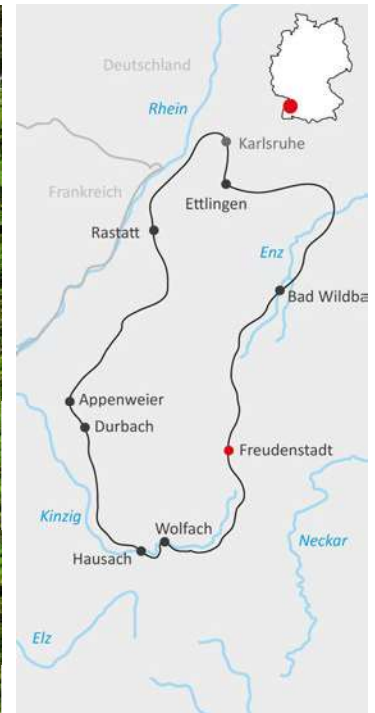 Deutschland
Rhein
Karlsruhe
Frankreich
Ettlingen
Rastatt
Enz
Bad Wildba
Appenweier
Durbach
Freudenstadt
Kinzig
Wolfach
Neckar
Hausach
Elz